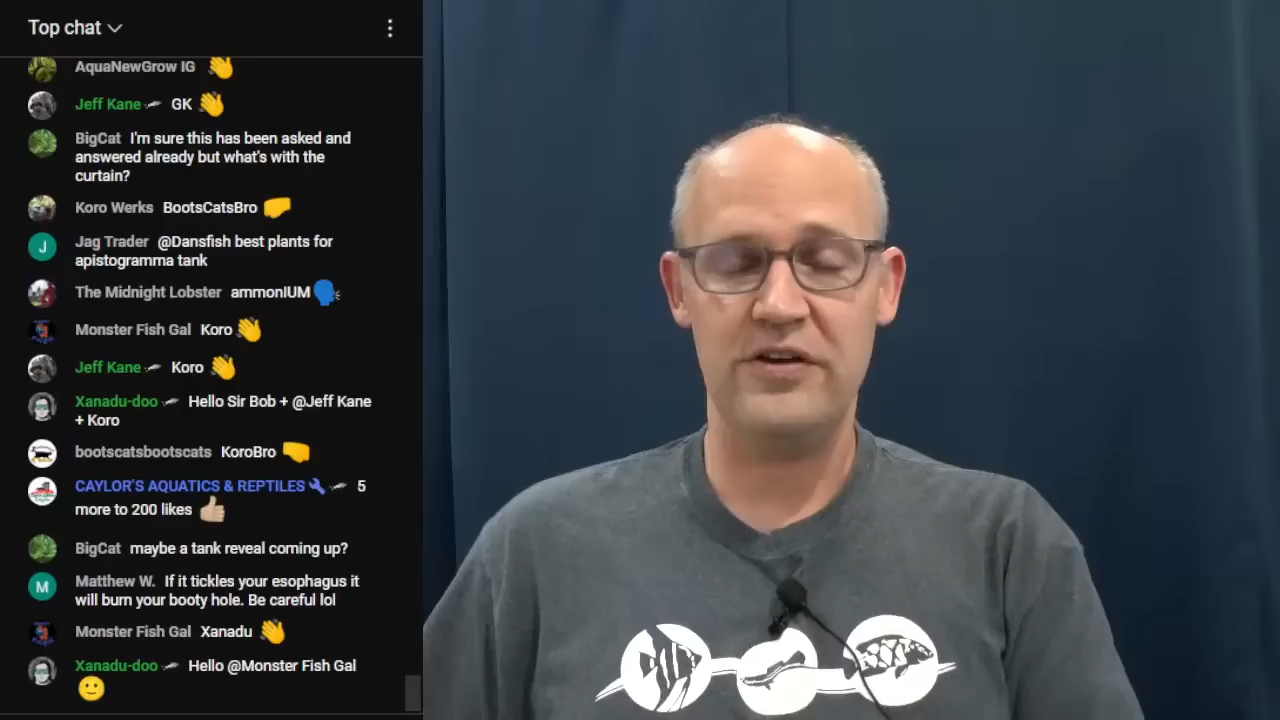 Top chat
AquaNewGrow IG 👋
Jeff Kane GK 👋
BigCat I'm sure this has been asked and
answered already but what's with the
curtain?
Koro Werks BootsCatsBro 🤛
J
Jag Trader @Dansfish best plants for
apistogramma tank
The Midnight Lobster ammonIUM 🗣
Monster Fish Gal Koro 👋
Jeff Kane Koro 👋
Xanadu-doo Hello Sir Bob + @Jeff Kane
+ Koro
bootscatsbootscats KoroBro 🤜
CAYLOR'S AQUATICS & REPTILES 5
more to 200 likes 👍🏼
BigCat maybe a tank reveal coming up?
M
Matthew W. If it tickles your esophagus it
will burn your booty hole. Be careful lol
Monster Fish Gal Xanadu 👋
Xanadu-doo Hello @Monster Fish Gal
🙂